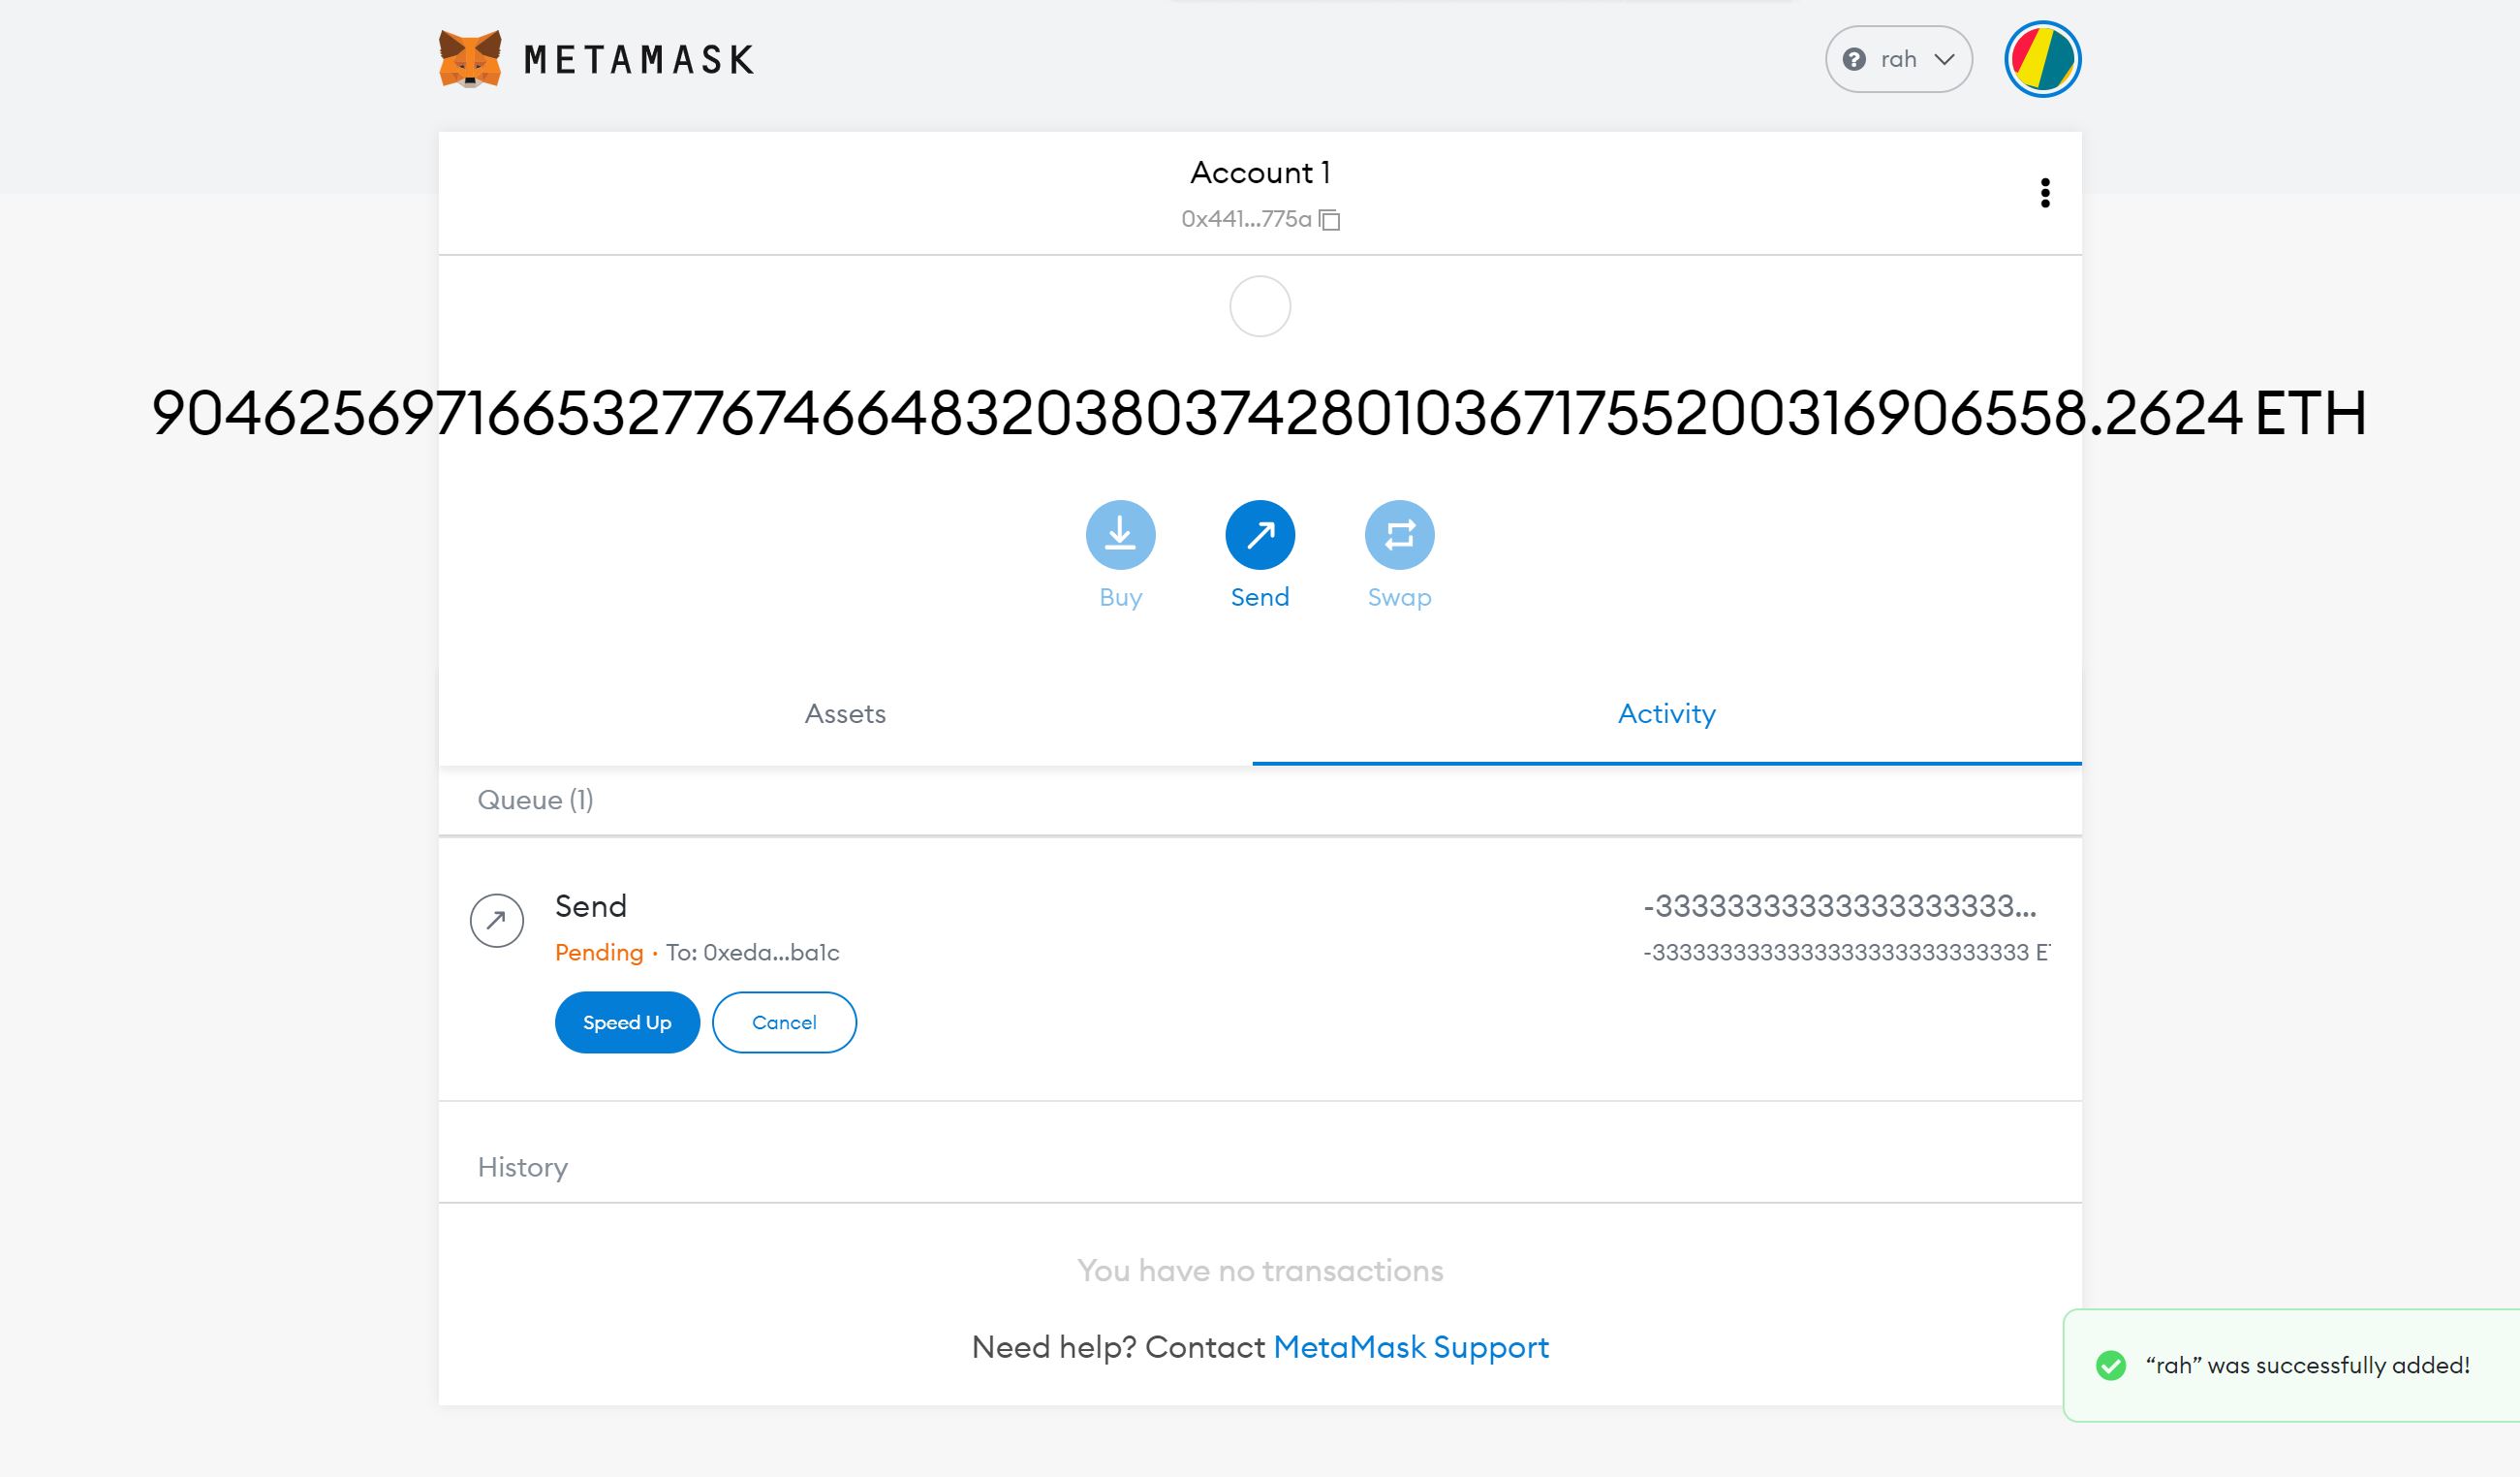 METAMASK
rah
Account 1
0x441...775a
904625697166532776746648320380374280103671755200316906558.2624 ETH
Buy
Send
Swap
Assets
Activity
Queue (1)
Send
-33333333333333333333...
Pending · To: 0xeda...ba1c
-3333333333333333333333333333 E
Speed Up
Cancel
History
You have no transactions
Need help? Contact MetaMask Support
“rah” was successfully added!